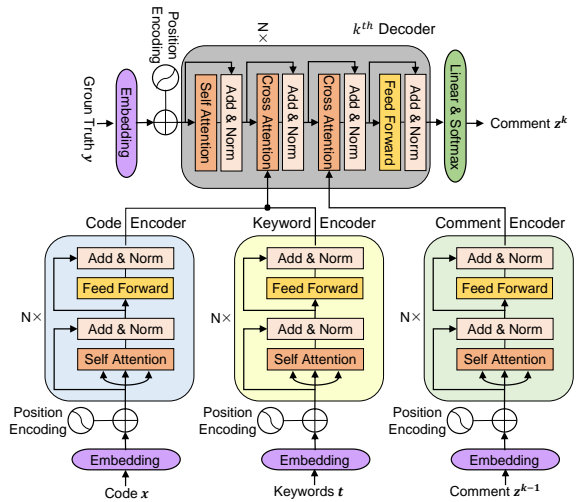 Position
Encoding
N×
k^th Decoder
Groun Truth y
Embedding
Self Attention
Add & Norm
Cross Attention
Add & Norm
Cross Attention
Add & Norm
Feed Forward
Add & Norm
Linear & Softmax
Comment z^k
Code Encoder
Keyword Encoder
Comment Encoder
Add & Norm
Feed Forward
N×
Add & Norm
Self Attention
Position
Encoding
Embedding
Code x
Add & Norm
Feed Forward
N×
Add & Norm
Self Attention
Position
Encoding
Embedding
Keywords t
Add & Norm
Feed Forward
N×
Add & Norm
Self Attention
Position
Encoding
Embedding
Comment z^k−1